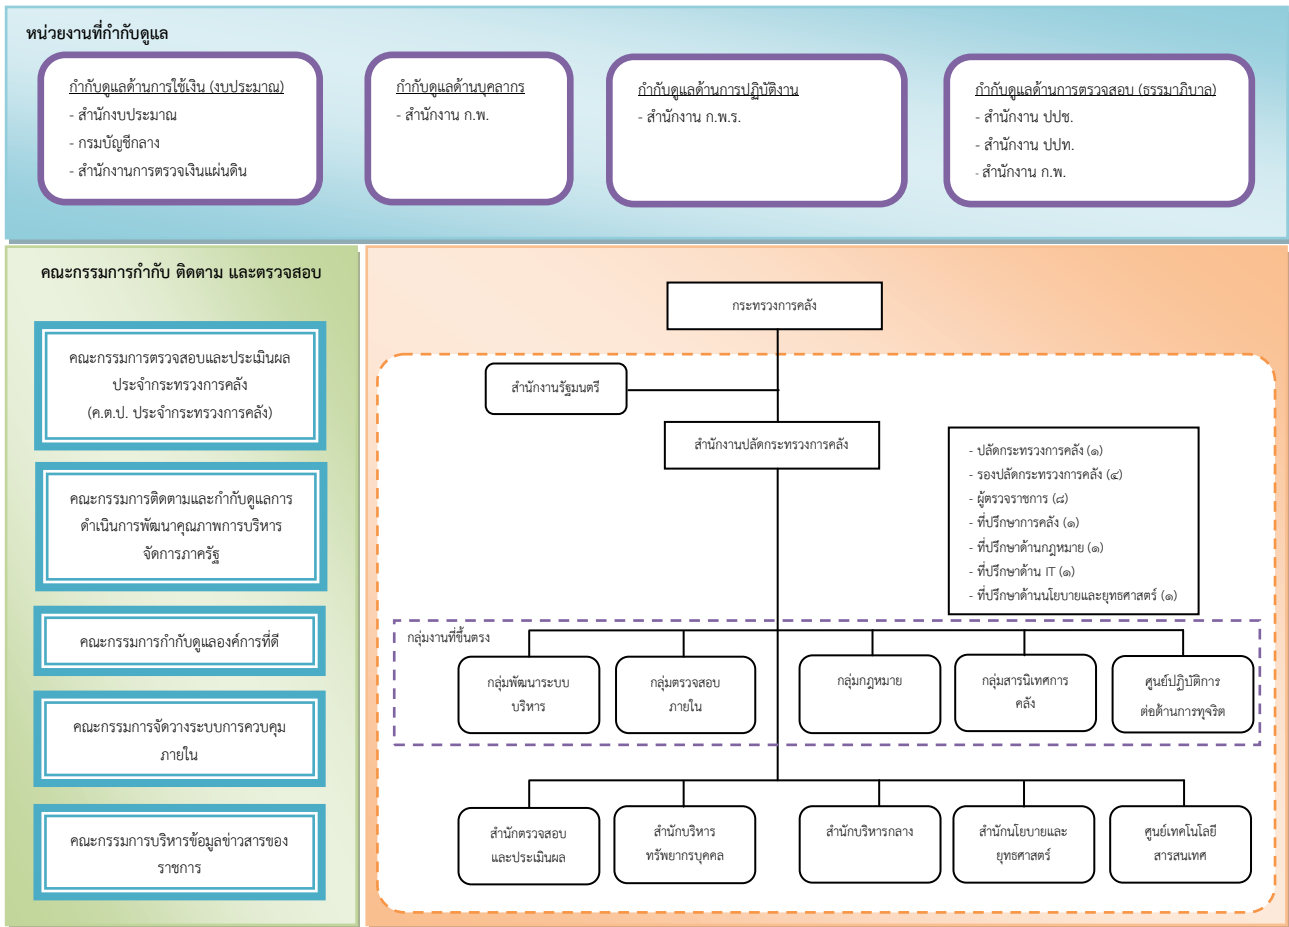 หน่วยงานที่กำกับดูแล
กำกับดูแลด้านการใช้เงิน (งบประมาณ)
- สำนักงบประมาณ
- กรมบัญชีกลาง
- สำนักงานการตรวจเงินแผ่นดิน
กำกับดูแลด้านบุคลากร
- สำนักงาน ก.พ.
กำกับดูแลด้านการปฏิบัติงาน
- สำนักงาน ก.พ.ร.
กำกับดูแลด้านการตรวจสอบ (ธรรมาภิบาล)
- สำนักงาน ปปช.
- สำนักงาน ปปท.
- สำนักงาน ก.พ.
คณะกรรมการกำกับ ติดตาม และตรวจสอบ
คณะกรรมการตรวจสอบและประเมินผล
ประจำกระทรวงการคลัง
(ค.ต.ป. ประจำกระทรวงการคลัง)
คณะกรรมการติดตามและกำกับดูแลการ
ดำเนินการพัฒนาคุณภาพการบริหาร
จัดการภาครัฐ
คณะกรรมการกำกับดูแลองค์การที่ดี
คณะกรรมการจัดวางระบบการควบคุม
ภายใน
คณะกรรมการบริหารข้อมูลข่าวสารของ
ราชการ
กระทรวงการคลัง
สำนักงานรัฐมนตรี
สำนักงานปลัดกระทรวงการคลัง
- ปลัดกระทรวงการคลัง (๑)
- รองปลัดกระทรวงการคลัง (๔)
- ผู้ตรวจราชการ (๘)
- ที่ปรึกษาการคลัง (๑)
- ที่ปรึกษาด้านกฎหมาย (๑)
- ที่ปรึกษาด้าน IT (๑)
- ที่ปรึกษาด้านนโยบายและยุทธศาสตร์ (๑)
กลุ่มงานที่ขึ้นตรง
กลุ่มพัฒนาระบบ
บริหาร
กลุ่มตรวจสอบ
ภายใน
กลุ่มกฎหมาย
กลุ่มสารนิเทศการ
คลัง
ศูนย์ปฏิบัติการ
ต่อต้านการทุจริต
สำนักตรวจสอบ
และประเมินผล
สำนักบริหาร
ทรัพยากรบุคคล
สำนักบริหารกลาง
สำนักนโยบายและ
ยุทธศาสตร์
ศูนย์เทคโนโลยี
สารสนเทศ